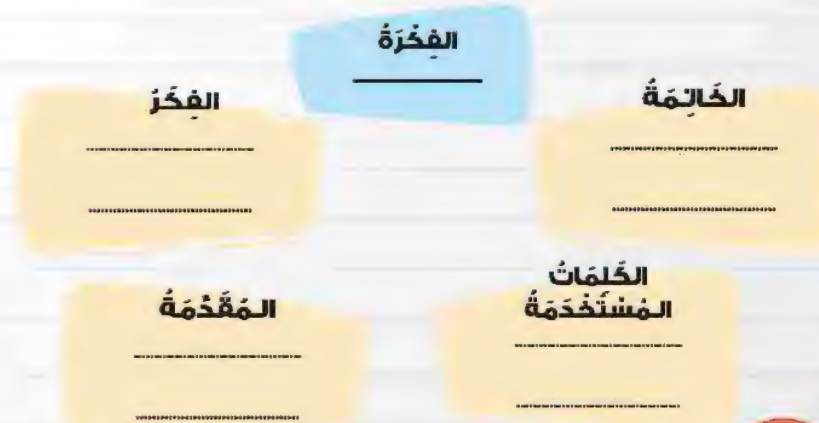 الفِكْرَةُ
الخَاتِمَةُ
الفِكَرُ
الكَلِمَاتُ
المُسْتَخْدَمَةُ
المُقَدِّمَةُ